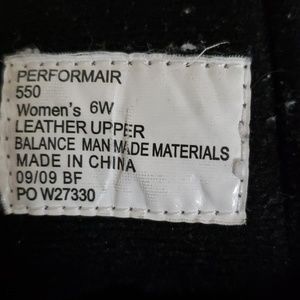 PERFORMAIR
550
Women's 6W
LEATHER UPPER
BALANCE MAN MADE MATERIALS
MADE IN CHINA
09/09 BF
PO W27330